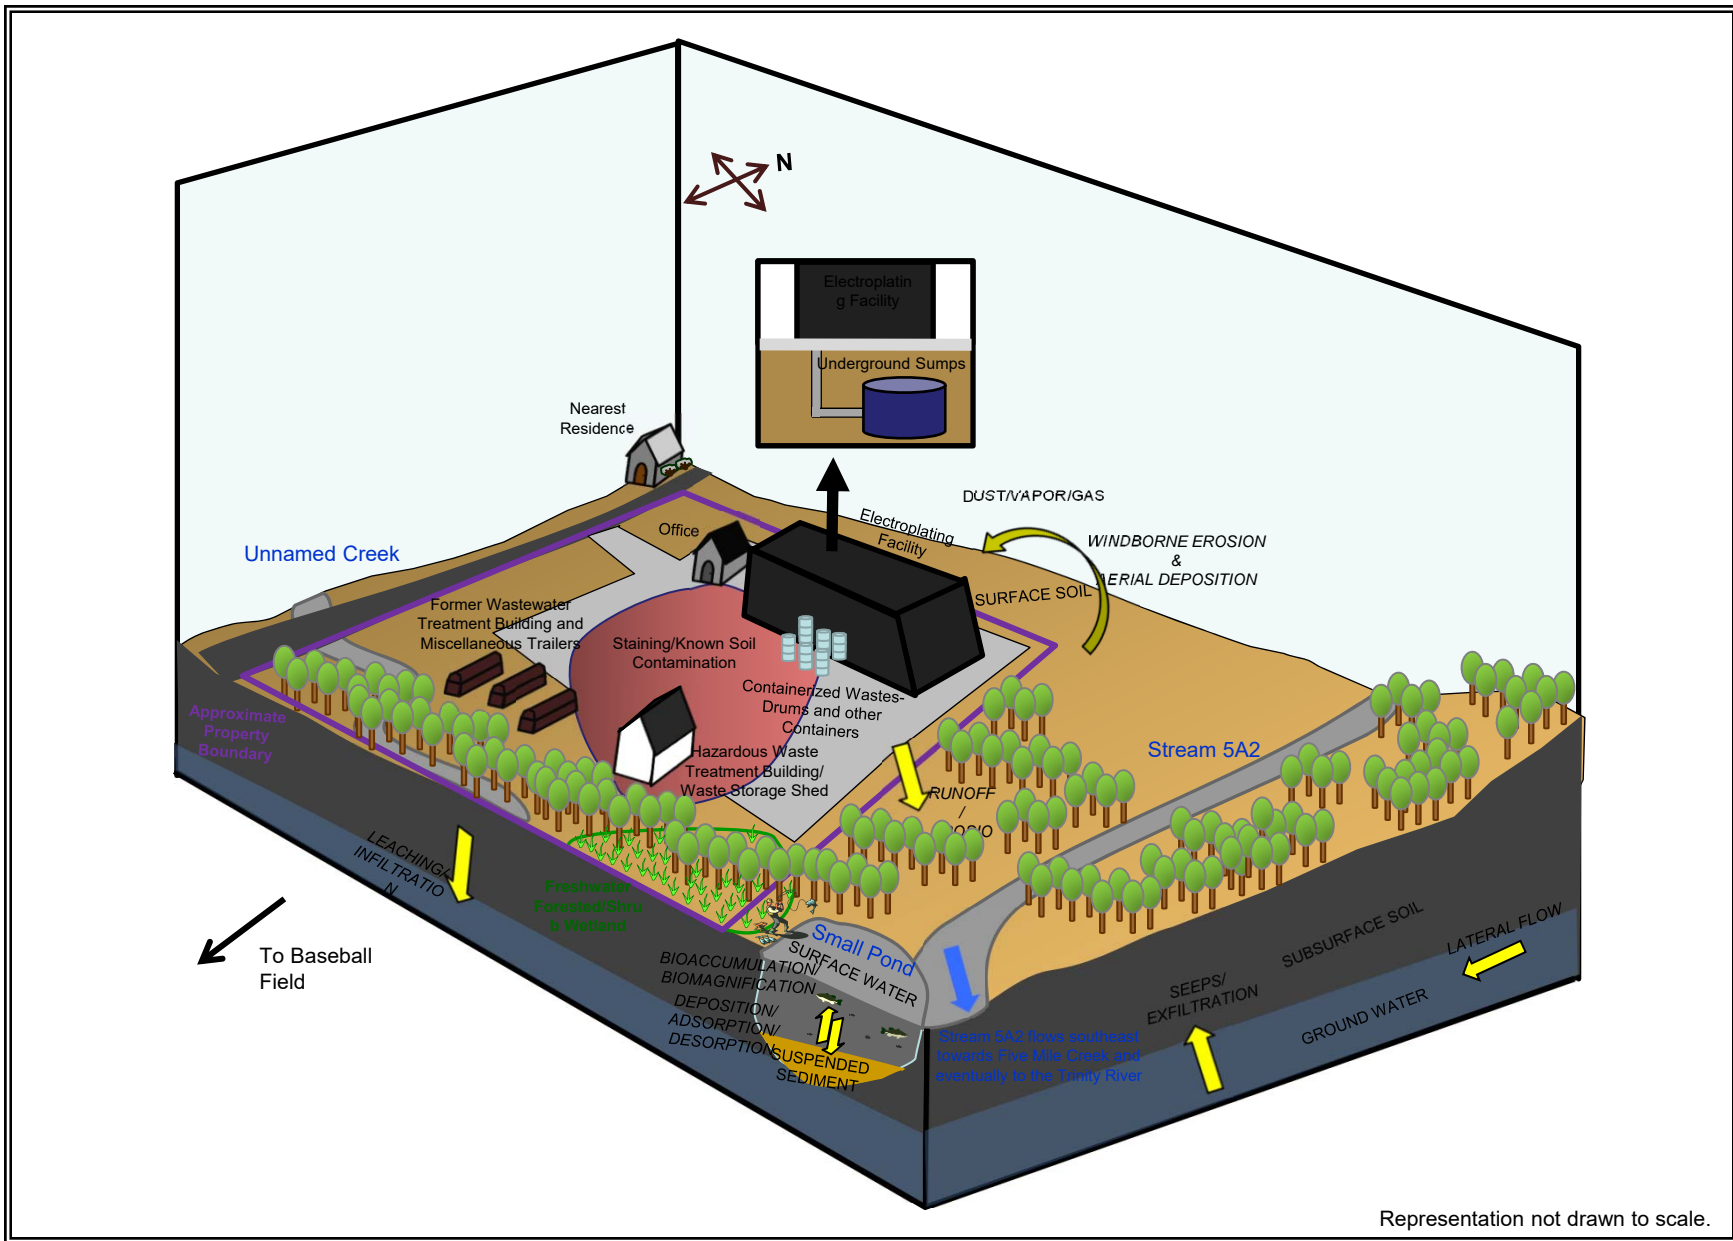 N
Electroplatin
g Facility
Underground Sumps
Nearest
Residence
DUST/VAPOR/GAS
Electroplating
Facility
WINDBORNE EROSION
&
AERIAL DEPOSITION
Office
Unnamed Creek
SURFACE SOIL
Former Wastewater
Treatment Building and
Miscellaneous Trailers
Staining/Known Soil
Contamination
Containerized Wastes-
Drums and other
Containers
Approximate
Property
Boundary
Hazardous Waste
Treatment Building/
Waste Storage Shed
Stream 5A2
RUNOFF
/
LEACHING/
INFILTRATIO
N
Freshwater
Forested/Shru
b Wetland
To Baseball
Field
Small Pond
SURFACE WATER
BIOACCUMULATION/
BIOMAGNIFICATION
DEPOSITION/
ADSORPTION/
DESORPTION
SUSPENDED
SEDIMENT
Stream 5A2 flows southeast
towards Five Mile Creek and
eventually to the Trinity River
SEEPS/
EXFILTRATION
SUBSURFACE SOIL
LATERAL FLOW
GROUND WATER
Representation not drawn to scale.